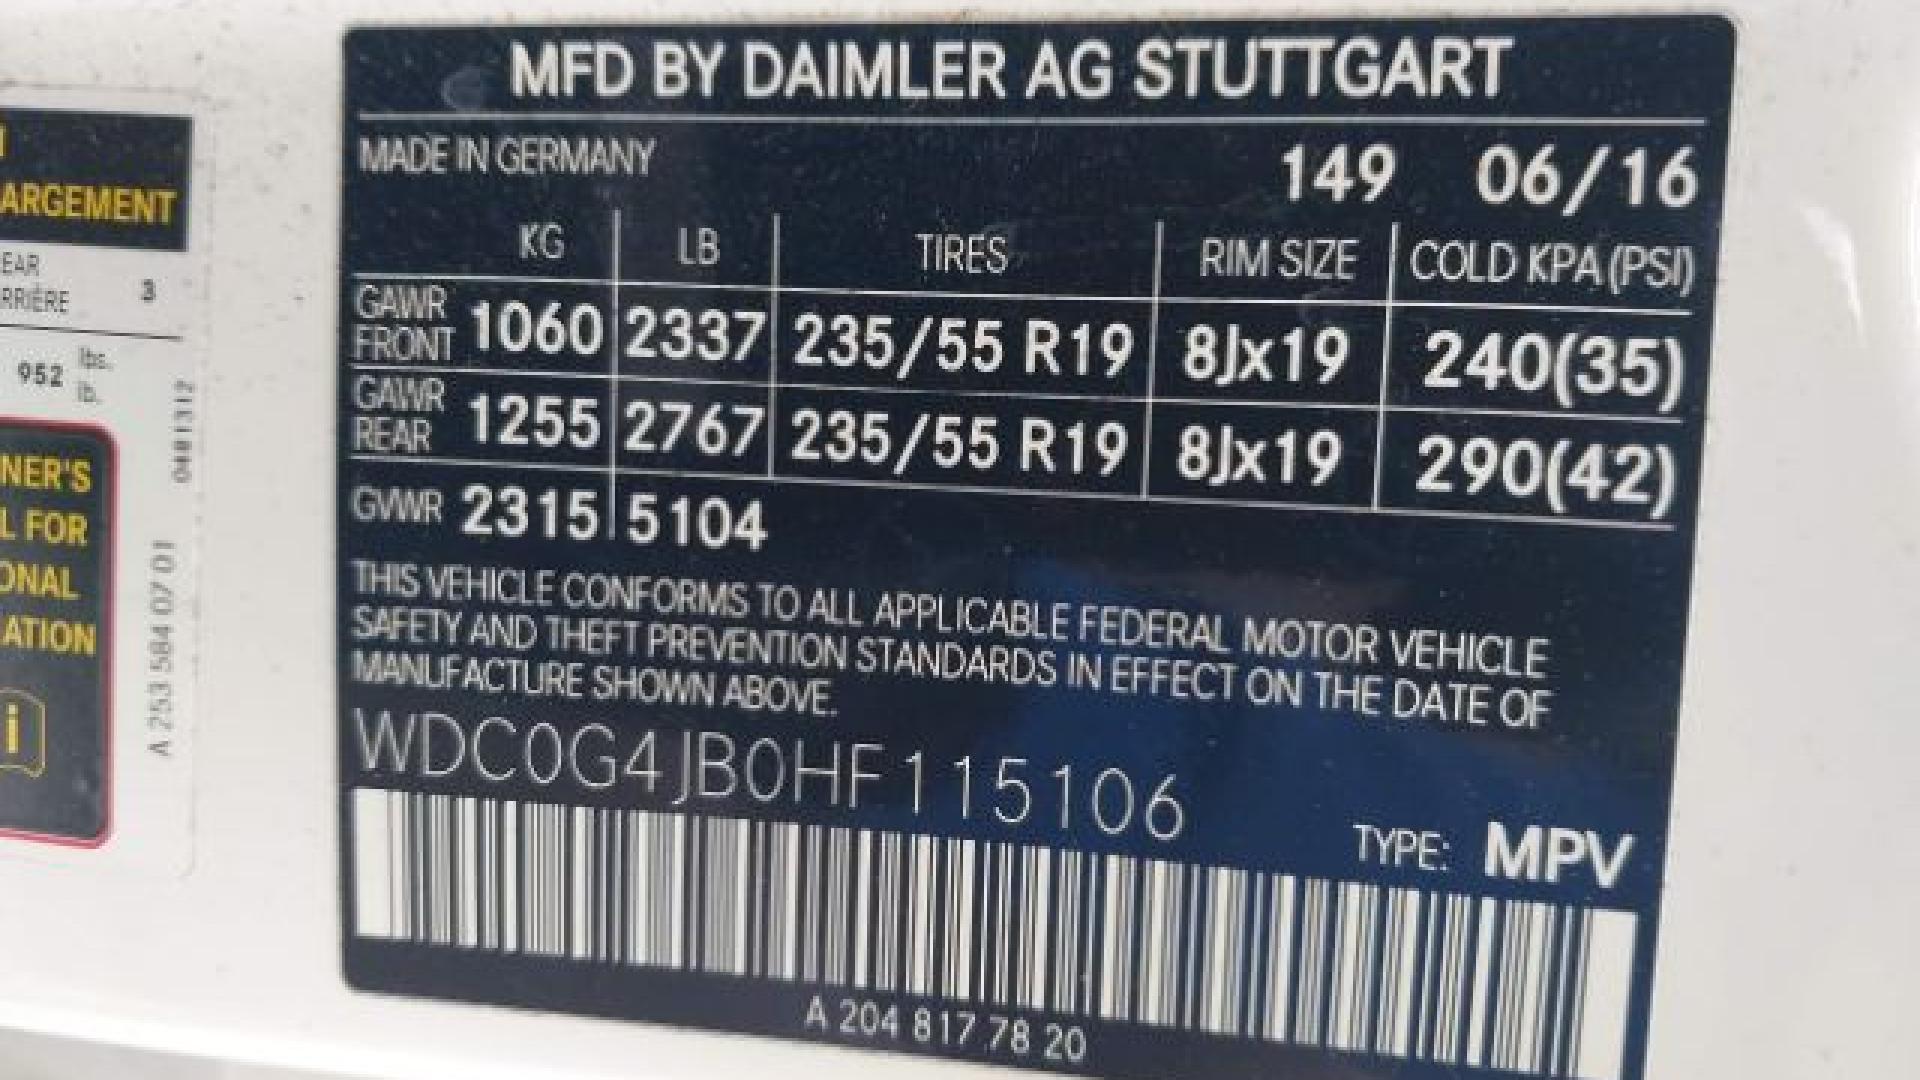 MFD BY DAIMLER AG STUTTGART
MADE IN GERMANY 149 06/16
KG LB TIRES RIM SIZE COLD KPA (PSI)
GAWR FRONT 1060 2337 235/55 R19 8Jx19 240(35)
GAWR REAR 1255 2767 235/55 R19 8Jx19 290(42)
GVWR 2315 5104
THIS VEHICLE CONFORMS TO ALL APPLICABLE FEDERAL MOTOR VEHICLE
SAFETY AND THEFT PREVENTION STANDARDS IN EFFECT ON THE DATE OF
MANUFACTURE SHOWN ABOVE.
WDC0G4JB0HF115106
TYPE: MPV
A 204 817 78 20
ARGEMENT
EAR
RRIÈRE 3
952 lbs.
lb.
NER'S
L FOR
ONAL
ATION
i
A 253 584 07 01 0481312